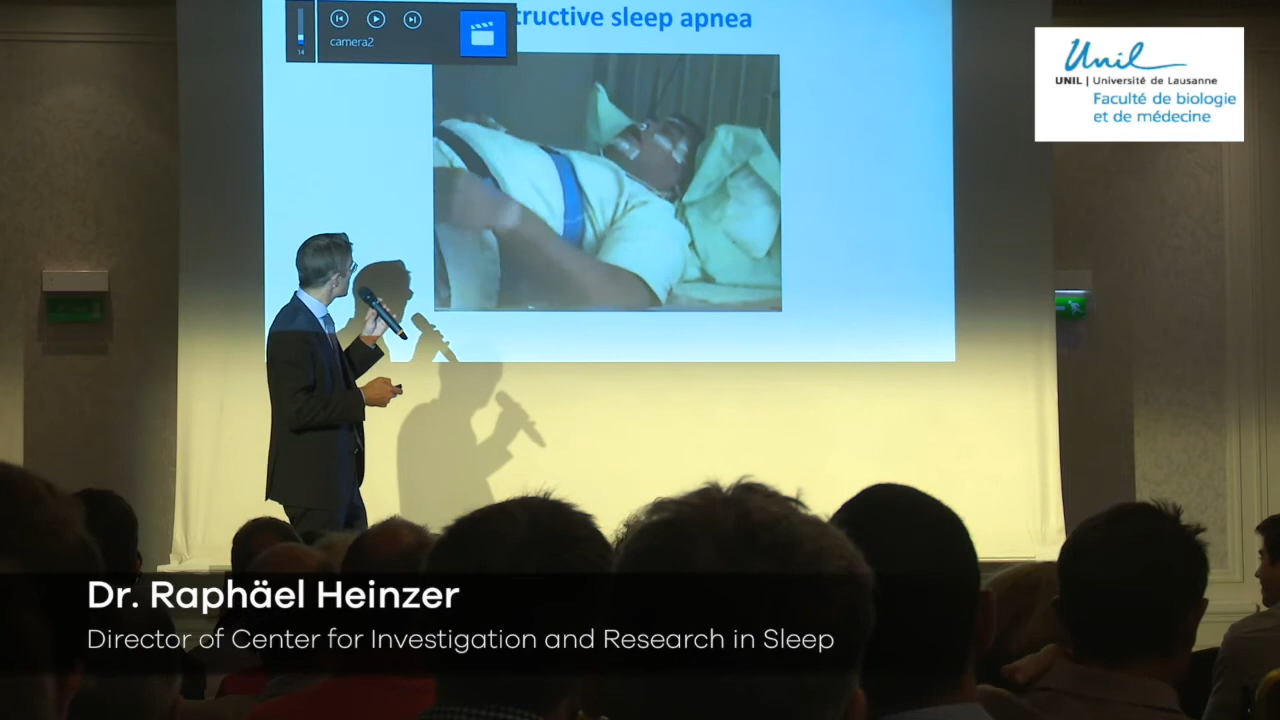 tructive sleep apnea
camera2
14
Unil
UNIL | Université de Lausanne
Faculté de biologie
et de médecine
Dr. Raphäel Heinzer
Director of Center for Investigation and Research in Sleep